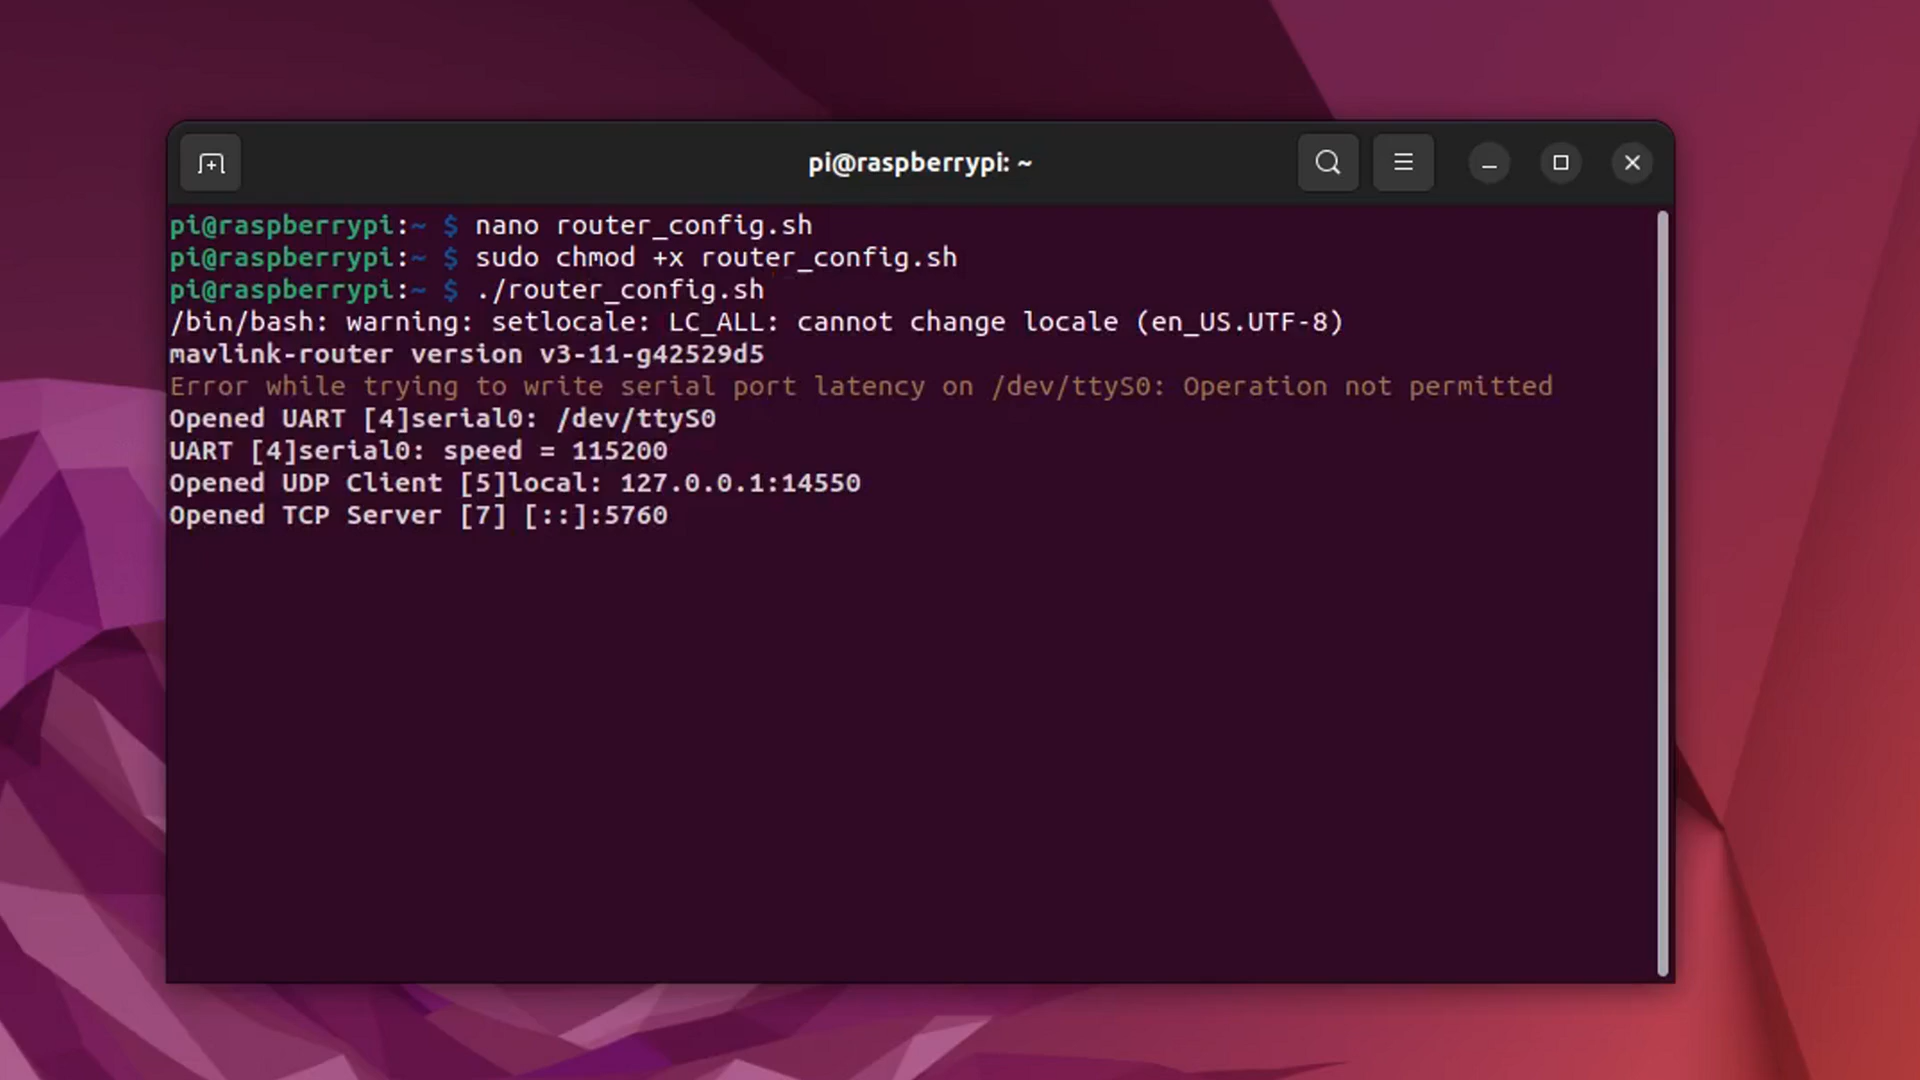 pi@raspberrypi: ~
pi@raspberrypi:~ $ nano router_config.sh
pi@raspberrypi:~ $ sudo chmod +x router_config.sh
pi@raspberrypi:~ $ ./router_config.sh
/bin/bash: warning: setlocale: LC_ALL: cannot change locale (en_US.UTF-8)
mavlink-router version v3-11-g42529d5
Error while trying to write serial port latency on /dev/ttyS0: Operation not permitted
Opened UART [4]serial0: /dev/ttyS0
UART [4]serial0: speed = 115200
Opened UDP Client [5]local: 127.0.0.1:14550
Opened TCP Server [7] [::]:5760